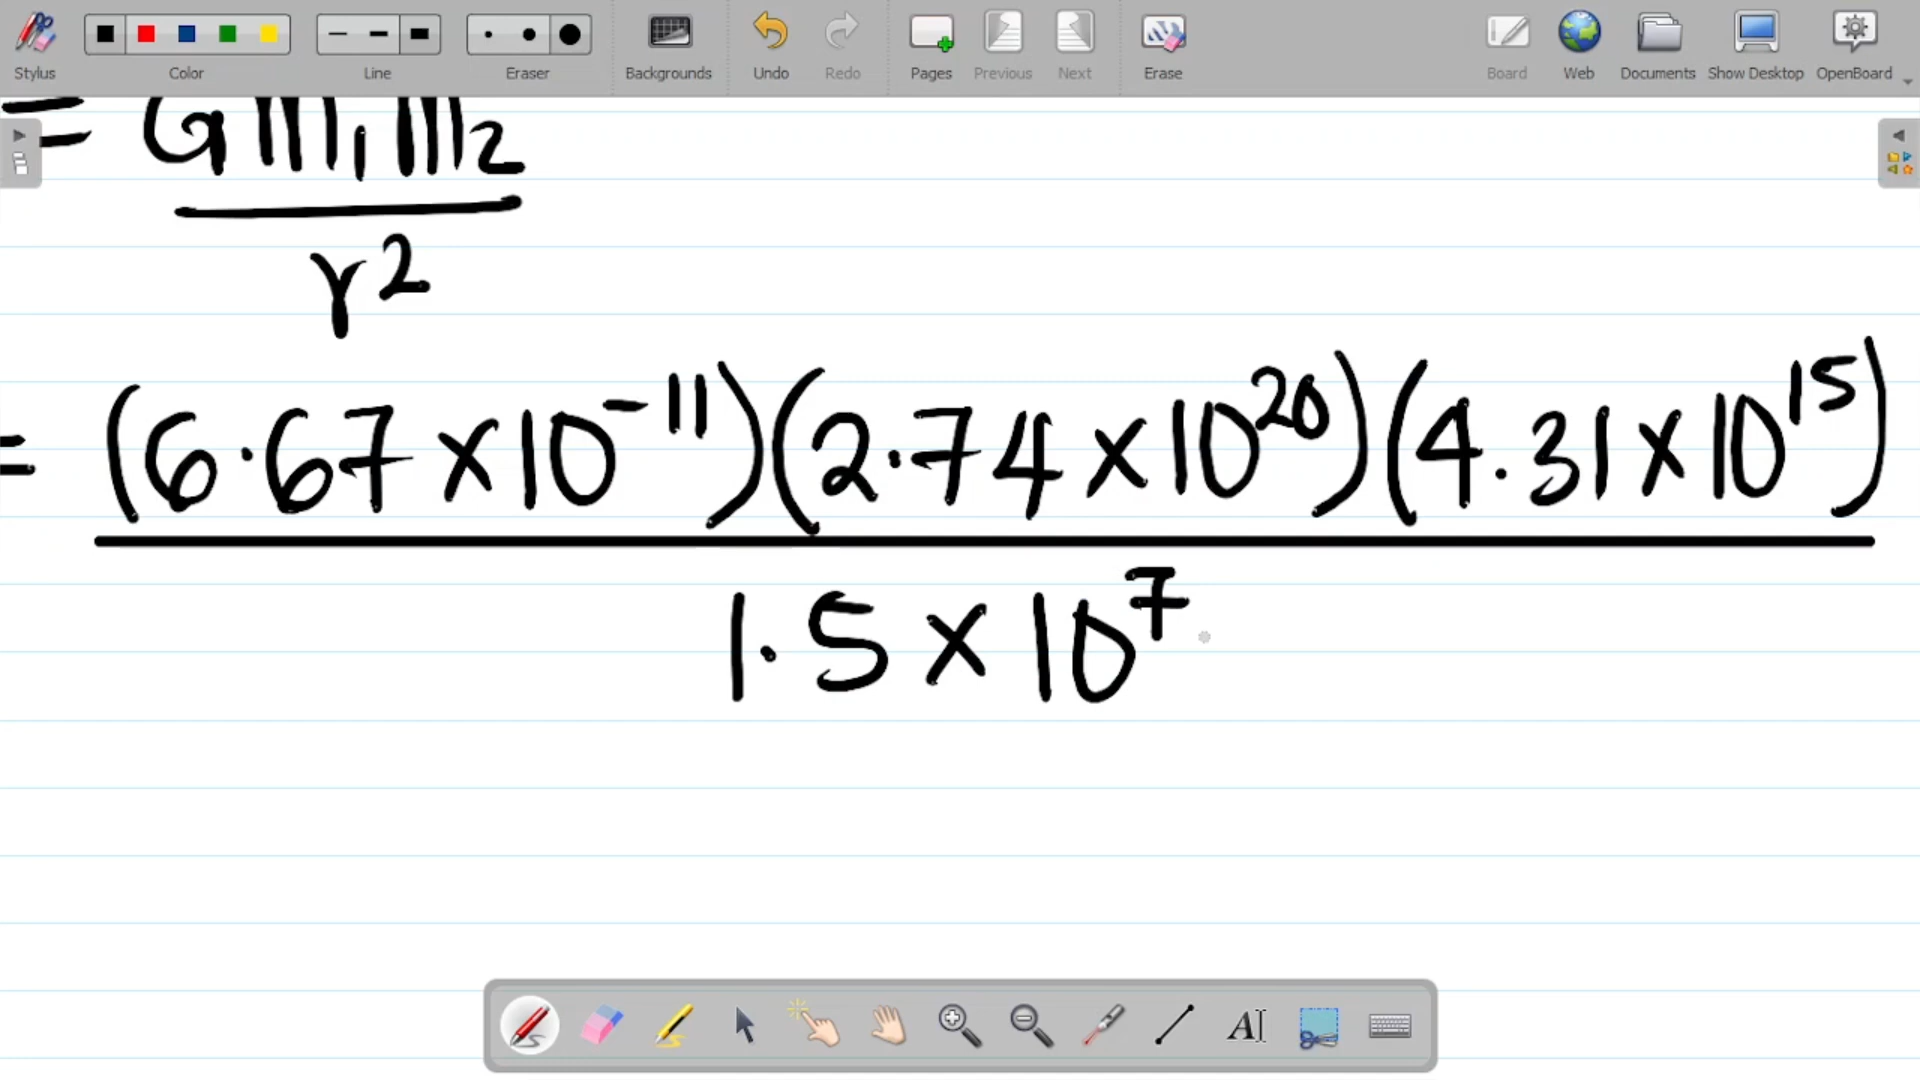 Stylus Color Line Eraser Backgrounds Undo Redo Pages Previous Next Erase Board Web Documents Show Desktop OpenBoard
= Gm₁m₂
r²
= (6.67×10⁻¹¹)(2.74×10²⁰)(4.31×10¹⁵)
1.5×10⁷